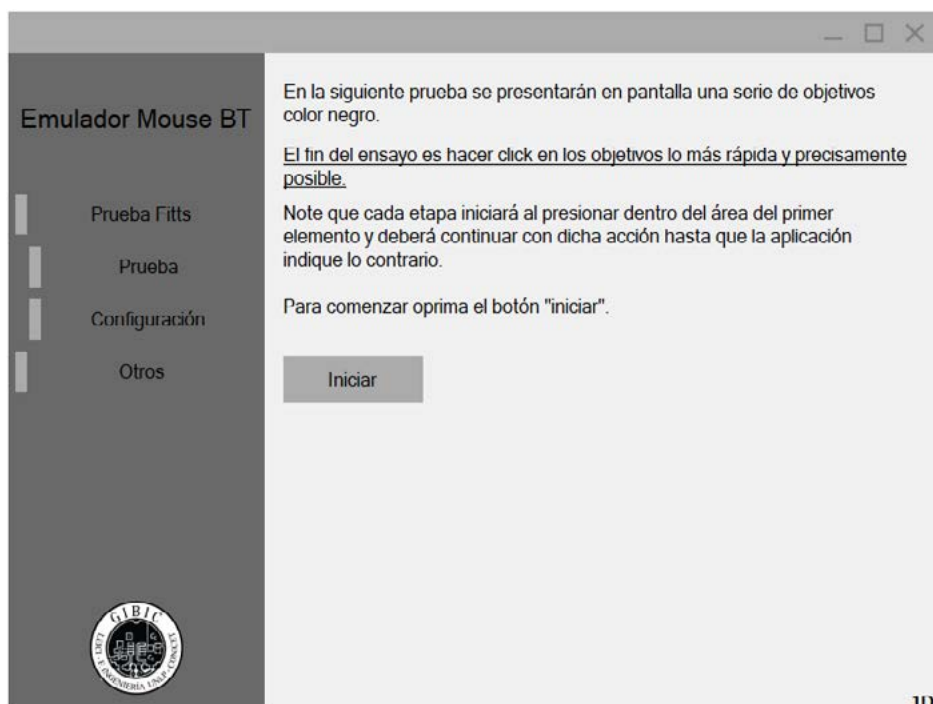 Emulador Mouse BT
Prueba Fitts
Prueba
Configuración
Otros
GIBIC
En la siguiente prueba se presentarán en pantalla una serie de objetivos
color negro.
El fin del ensayo es hacer click en los objetivos lo más rápida y precisamente
posible.
Note que cada etapa iniciará al presionar dentro del área del primer
elemento y deberá continuar con dicha acción hasta que la aplicación
indique lo contrario.
Para comenzar oprima el botón "iniciar".
Iniciar